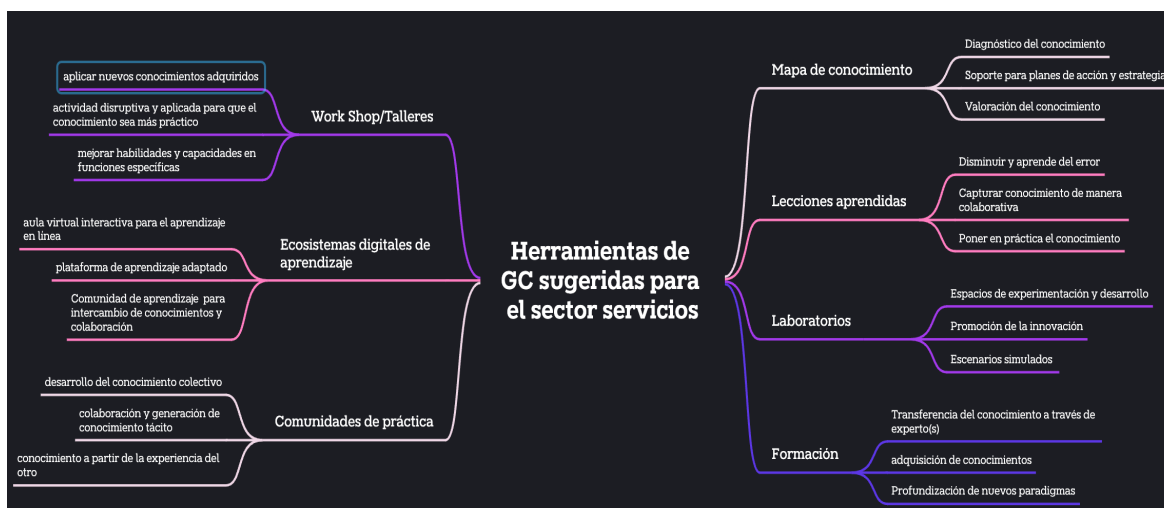 Herramientas de
GC sugeridas para
el sector servicios
Work Shop/Talleres
aplicar nuevos conocimientos adquiridos
actividad disruptiva y aplicada para que el
conocimiento sea más práctico
mejorar habilidades y capacidades en
funciones específicas
Ecosistemas digitales de
aprendizaje
aula virtual interactiva para el aprendizaje
en línea
plataforma de aprendizaje adaptado
Comunidad de aprendizaje para
intercambio de conocimientos y
colaboración
Comunidades de práctica
desarrollo del conocimiento colectivo
colaboración y generación de
conocimiento tácito
conocimiento a partir de la experiencia del
otro
Mapa de conocimiento
Diagnóstico del conocimiento
Soporte para planes de acción y estrategia
Valoración del conocimiento
Lecciones aprendidas
Disminuir y aprende del error
Capturar conocimiento de manera
colaborativa
Poner en práctica el conocimiento
Laboratorios
Espacios de experimentación y desarrollo
Promoción de la innovación
Escenarios simulados
Formación
Transferencia del conocimiento a través de
experto(s)
adquisición de conocimientos
Profundización de nuevos paradigmas